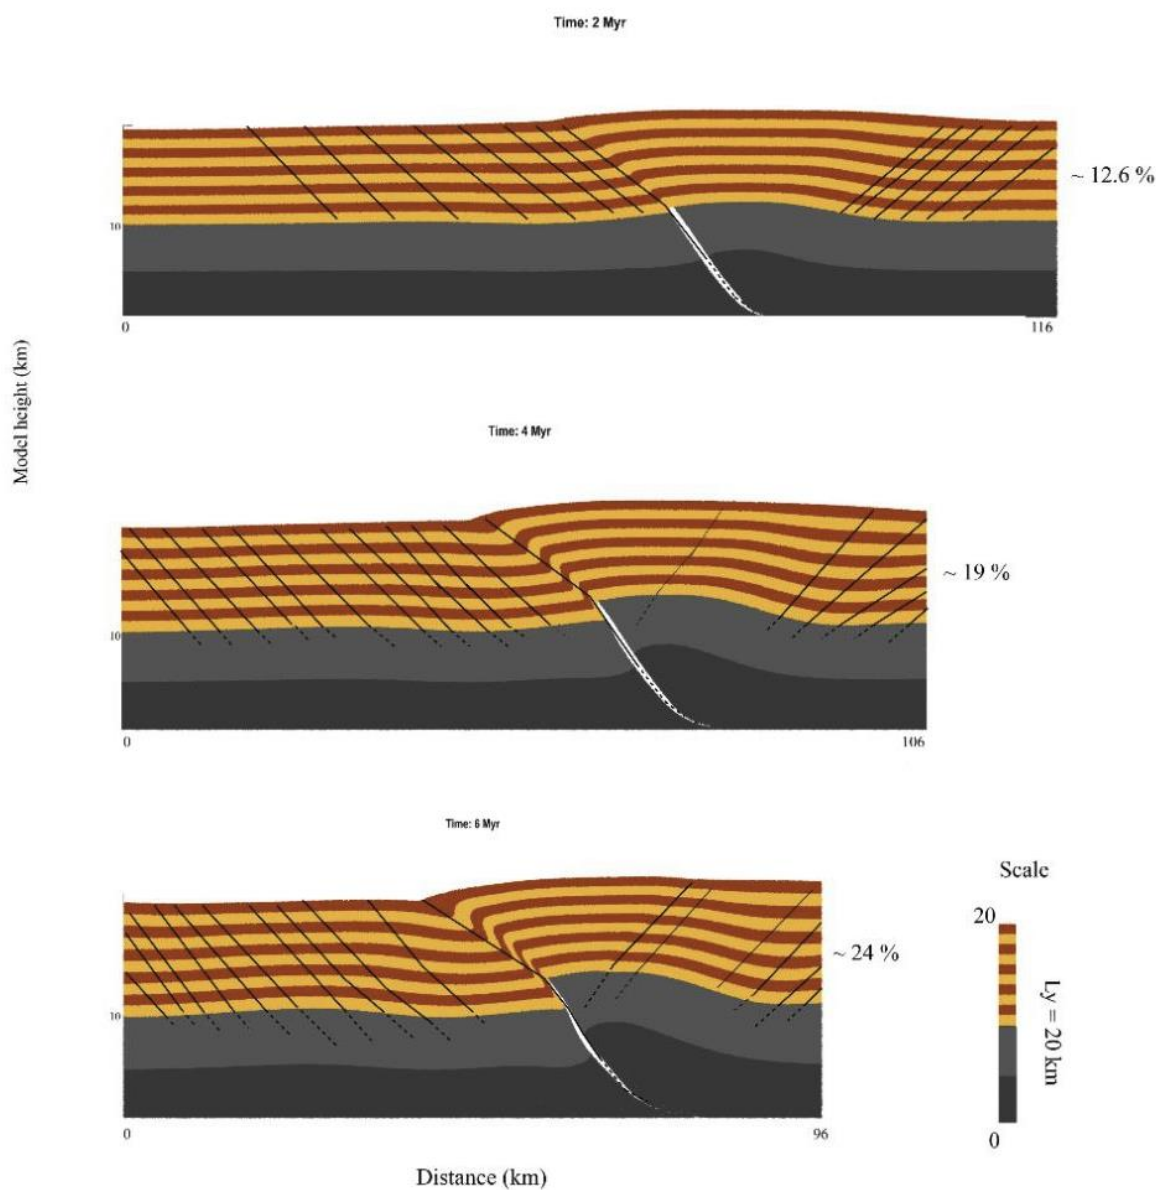 Time: 2 Myr
~ 12.6 %
10
0
116
Model height (km)
Time: 4 Myr
~ 19 %
10
0
106
Time: 6 Myr
Scale
20
~ 24 %
Ly = 20 km
10
0
0
96
Distance (km)